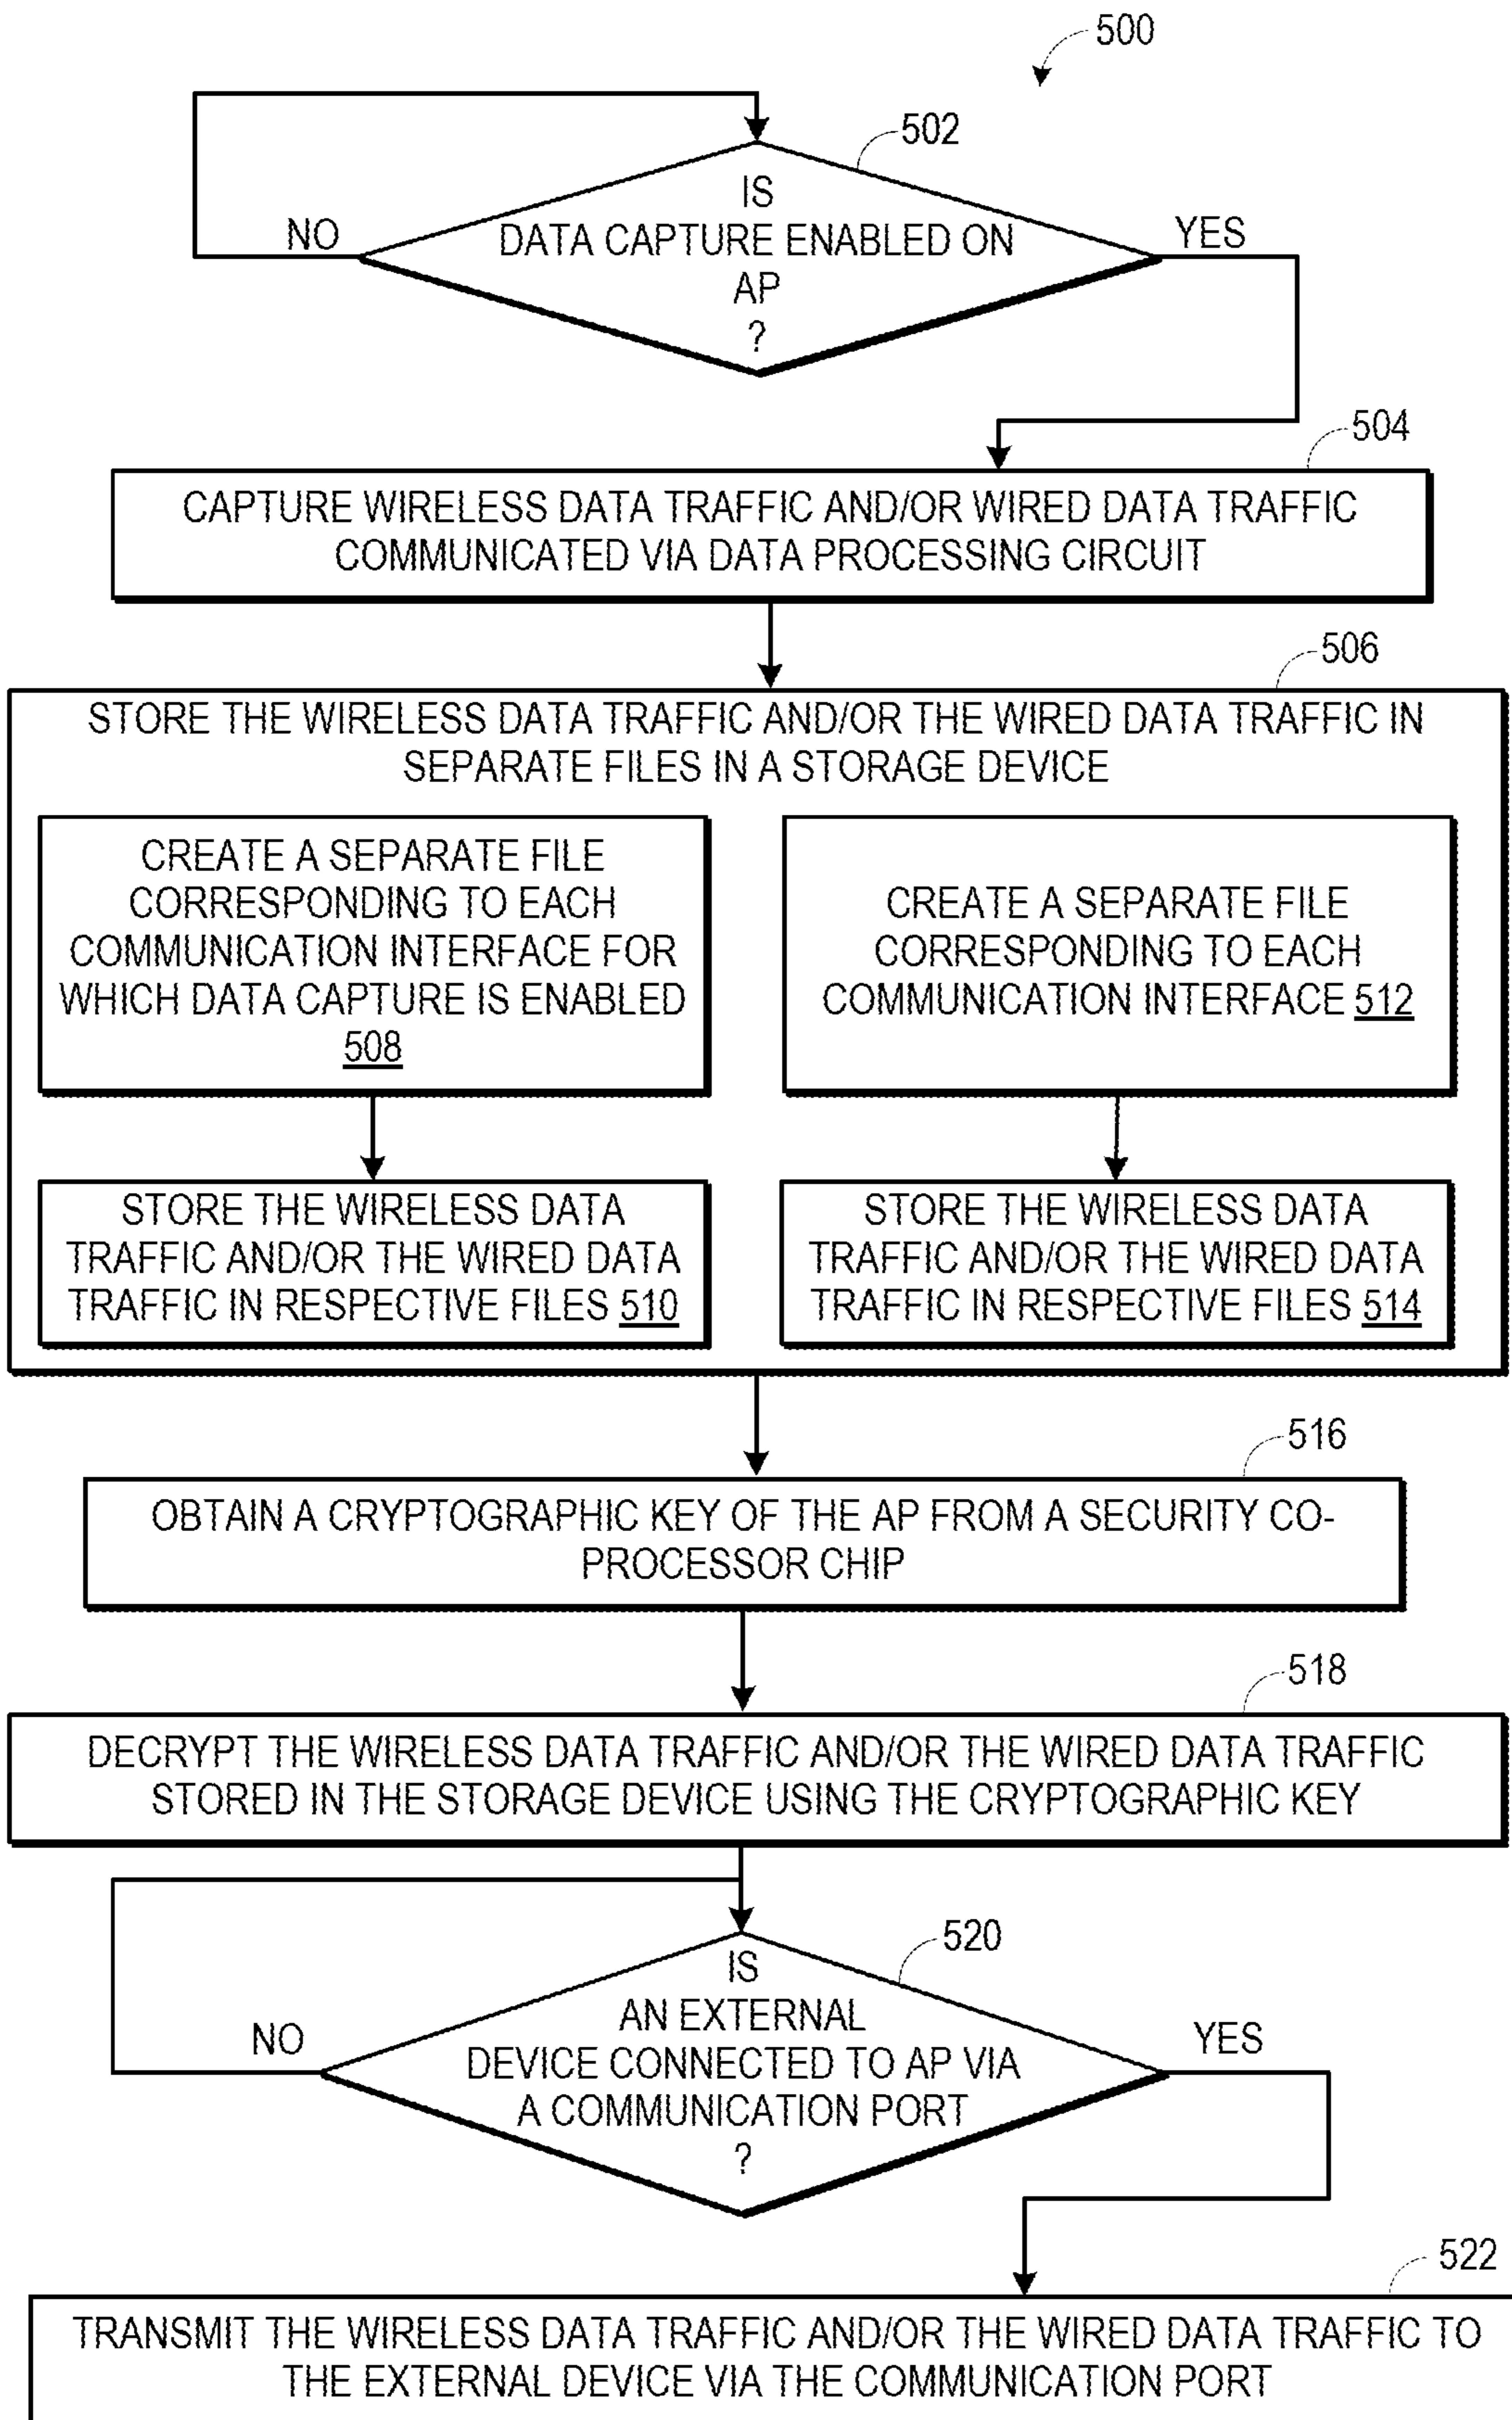 500
502
IS
DATA CAPTURE ENABLED ON
AP
?
NO
YES
504
CAPTURE WIRELESS DATA TRAFFIC AND/OR WIRED DATA TRAFFIC
COMMUNICATED VIA DATA PROCESSING CIRCUIT
506
STORE THE WIRELESS DATA TRAFFIC AND/OR THE WIRED DATA TRAFFIC IN
SEPARATE FILES IN A STORAGE DEVICE
CREATE A SEPARATE FILE
CORRESPONDING TO EACH
COMMUNICATION INTERFACE FOR
WHICH DATA CAPTURE IS ENABLED
508
CREATE A SEPARATE FILE
CORRESPONDING TO EACH
COMMUNICATION INTERFACE 512
STORE THE WIRELESS DATA
TRAFFIC AND/OR THE WIRED DATA
TRAFFIC IN RESPECTIVE FILES 510
STORE THE WIRELESS DATA
TRAFFIC AND/OR THE WIRED DATA
TRAFFIC IN RESPECTIVE FILES 514
516
OBTAIN A CRYPTOGRAPHIC KEY OF THE AP FROM A SECURITY CO-
PROCESSOR CHIP
518
DECRYPT THE WIRELESS DATA TRAFFIC AND/OR THE WIRED DATA TRAFFIC
STORED IN THE STORAGE DEVICE USING THE CRYPTOGRAPHIC KEY
520
IS
AN EXTERNAL
DEVICE CONNECTED TO AP VIA
A COMMUNICATION PORT
?
NO
YES
522
TRANSMIT THE WIRELESS DATA TRAFFIC AND/OR THE WIRED DATA TRAFFIC TO
THE EXTERNAL DEVICE VIA THE COMMUNICATION PORT